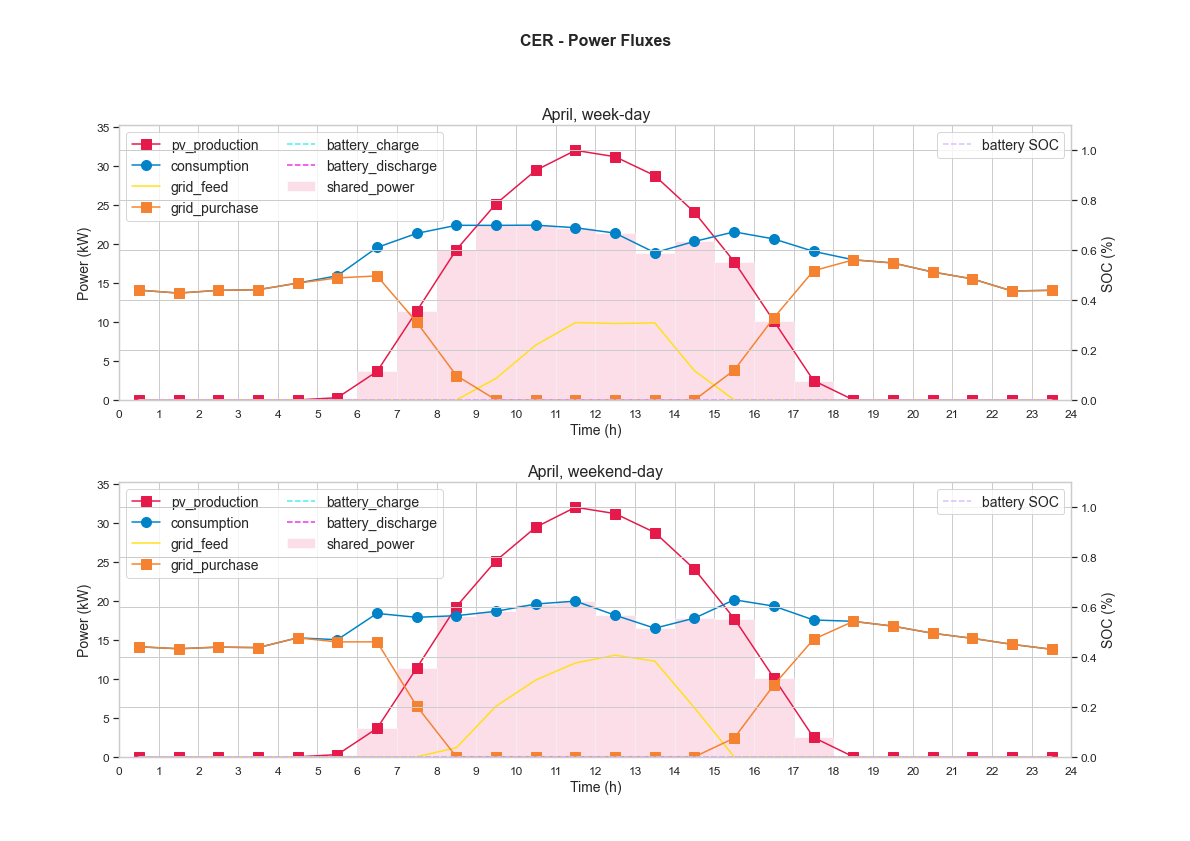 CER - Power Fluxes
April, week-day
pv_production
consumption
grid_feed
grid_purchase
battery_charge
battery_discharge
shared_power
battery SOC
Power (kW)
35
30
25
20
15
10
5
0
1.0
0.8
0.6
0.4
0.2
0.0
SOC (%)
0 1 2 3 4 5 6 7 8 9 10 11 12 13 14 15 16 17 18 19 20 21 22 23 24
Time (h)
April, weekend-day
pv_production
consumption
grid_feed
grid_purchase
battery_charge
battery_discharge
shared_power
battery SOC
Power (kW)
35
30
25
20
15
10
5
0
1.0
0.8
0.6
0.4
0.2
0.0
SOC (%)
0 1 2 3 4 5 6 7 8 9 10 11 12 13 14 15 16 17 18 19 20 21 22 23 24
Time (h)